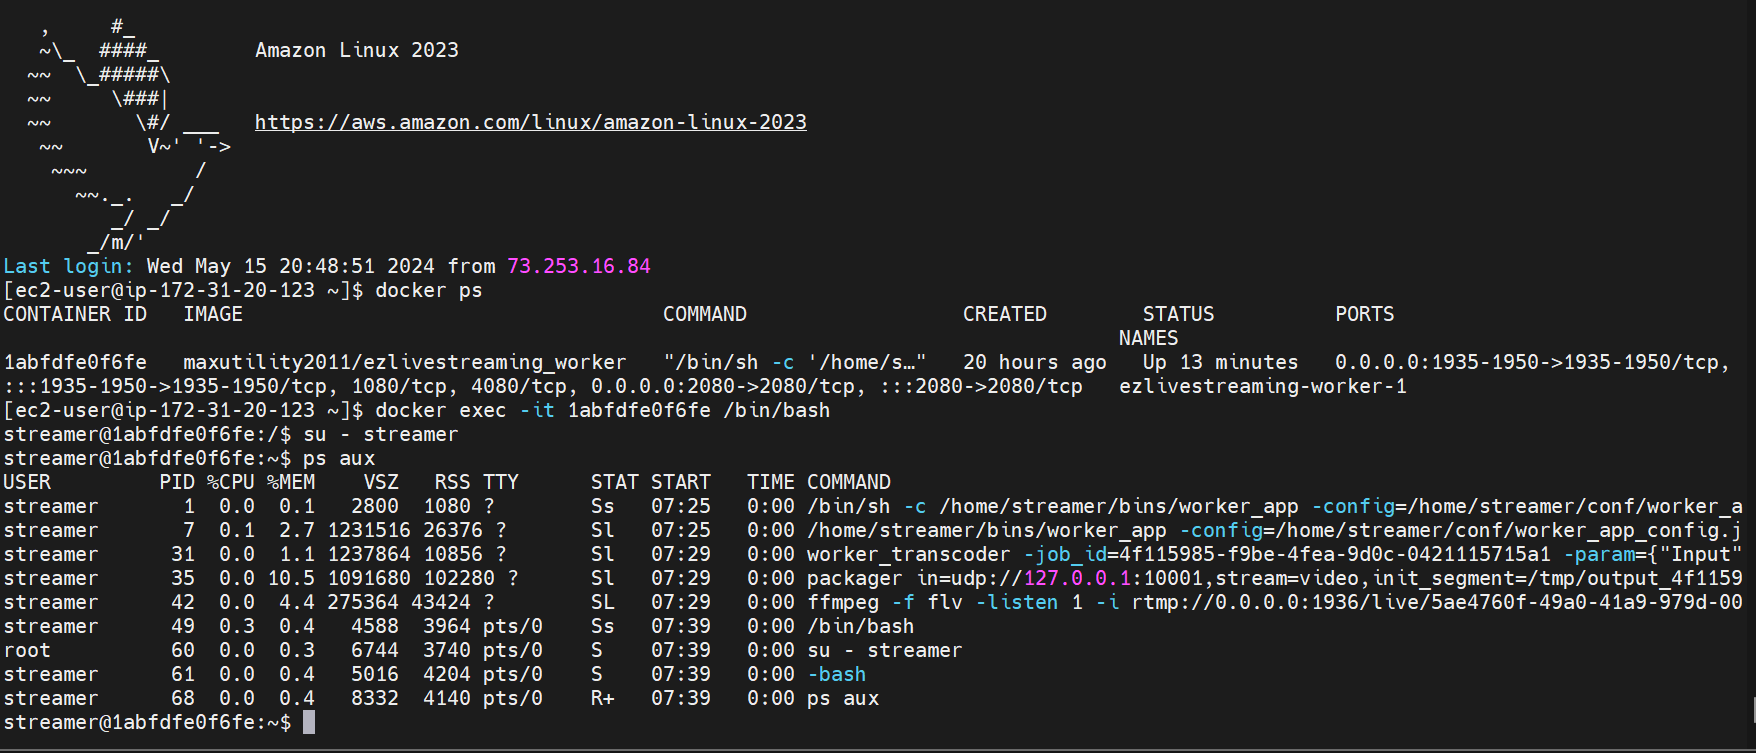 ,     #_
   ~\_  ####_        Amazon Linux 2023
  ~~  \_#####\
  ~~     \###|
  ~~       \#/ ___   https://aws.amazon.com/linux/amazon-linux-2023
   ~~       V~' '->
    ~~~         /
      ~~._.   _/
         _/ _/
       _/m/'
Last login: Wed May 15 20:48:51 2024 from 73.253.16.84
[ec2-user@ip-172-31-20-123 ~]$ docker ps
CONTAINER ID   IMAGE                                   COMMAND                  CREATED        STATUS          PORTS
                                                                                             NAMES
1abfdfe0f6fe   maxutility2011/ezlivestreaming_worker   "/bin/sh -c '/home/s…"   20 hours ago   Up 13 minutes   0.0.0.0:1935-1950->1935-1950/tcp,
:::1935-1950->1935-1950/tcp, 1080/tcp, 4080/tcp, 0.0.0.0:2080->2080/tcp, :::2080->2080/tcp   ezlivestreaming-worker-1
[ec2-user@ip-172-31-20-123 ~]$ docker exec -it 1abfdfe0f6fe /bin/bash
streamer@1abfdfe0f6fe:/$ su - streamer
streamer@1abfdfe0f6fe:~$ ps aux
USER         PID %CPU %MEM    VSZ   RSS TTY      STAT START   TIME COMMAND
streamer       1  0.0  0.1   2800  1080 ?        Ss   07:25   0:00 /bin/sh -c /home/streamer/bins/worker_app -config=/home/streamer/conf/worker_a
streamer       7  0.1  2.7 1231516 26376 ?       Sl   07:25   0:00 /home/streamer/bins/worker_app -config=/home/streamer/conf/worker_app_config.j
streamer      31  0.0  1.1 1237864 10856 ?       Sl   07:29   0:00 worker_transcoder -job_id=4f115985-f9be-4fea-9d0c-0421115715a1 -param={"Input"
streamer      35  0.0 10.5 1091680 102280 ?      Sl   07:29   0:00 packager in=udp://127.0.0.1:10001,stream=video,init_segment=/tmp/output_4f1159
streamer      42  0.0  4.4 275364 43424 ?        SL   07:29   0:00 ffmpeg -f flv -listen 1 -i rtmp://0.0.0.0:1936/live/5ae4760f-49a0-41a9-979d-00
streamer      49  0.3  0.4   4588  3964 pts/0    Ss   07:39   0:00 /bin/bash
root          60  0.0  0.3   6744  3740 pts/0    S    07:39   0:00 su - streamer
streamer      61  0.0  0.4   5016  4204 pts/0    S    07:39   0:00 -bash
streamer      68  0.0  0.4   8332  4140 pts/0    R+   07:39   0:00 ps aux
streamer@1abfdfe0f6fe:~$